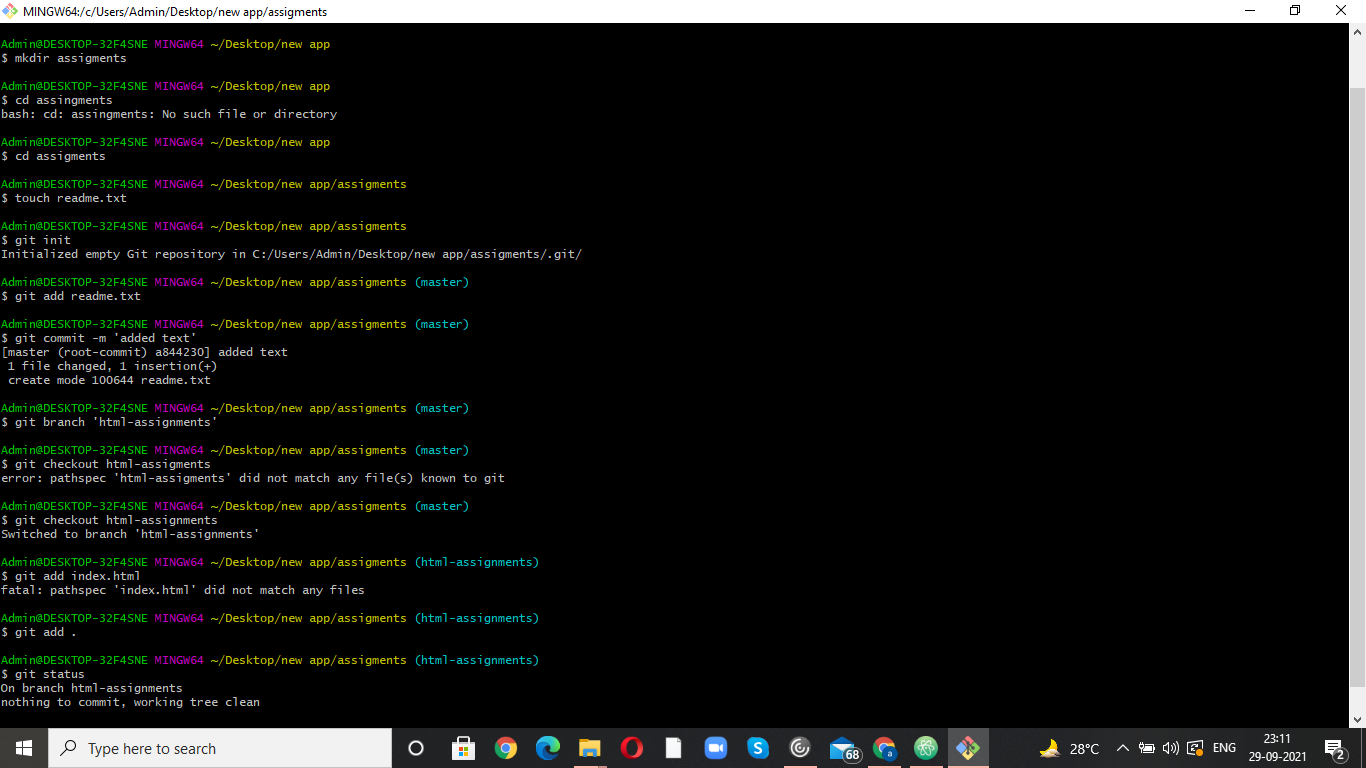 MINGW64:/c/Users/Admin/Desktop/new app/assigments
Admin@DESKTOP-32F4SNE MINGW64 ~/Desktop/new app
$ mkdir assigments
Admin@DESKTOP-32F4SNE MINGW64 ~/Desktop/new app
$ cd assingments
bash: cd: assingments: No such file or directory
Admin@DESKTOP-32F4SNE MINGW64 ~/Desktop/new app
$ cd assigments
Admin@DESKTOP-32F4SNE MINGW64 ~/Desktop/new app/assigments
$ touch readme.txt
Admin@DESKTOP-32F4SNE MINGW64 ~/Desktop/new app/assigments
$ git init
Initialized empty Git repository in C:/Users/Admin/Desktop/new app/assigments/.git/
Admin@DESKTOP-32F4SNE MINGW64 ~/Desktop/new app/assigments (master)
$ git add readme.txt
Admin@DESKTOP-32F4SNE MINGW64 ~/Desktop/new app/assigments (master)
$ git commit -m 'added text'
[master (root-commit) a844230] added text
1 file changed, 1 insertion(+)
create mode 100644 readme.txt
Admin@DESKTOP-32F4SNE MINGW64 ~/Desktop/new app/assigments (master)
$ git branch 'html-assignments'
Admin@DESKTOP-32F4SNE MINGW64 ~/Desktop/new app/assigments (master)
$ git checkout html-assigments
error: pathspec 'html-assigments' did not match any file(s) known to git
Admin@DESKTOP-32F4SNE MINGW64 ~/Desktop/new app/assigments (master)
$ git checkout html-assignments
Switched to branch 'html-assignments'
Admin@DESKTOP-32F4SNE MINGW64 ~/Desktop/new app/assigments (html-assignments)
$ git add index.html
fatal: pathspec 'index.html' did not match any files
Admin@DESKTOP-32F4SNE MINGW64 ~/Desktop/new app/assigments (html-assignments)
$ git add .
Admin@DESKTOP-32F4SNE MINGW64 ~/Desktop/new app/assigments (html-assignments)
$ git status
On branch html-assignments
nothing to commit, working tree clean
Type here to search
S
68
a
28°C
ENG
23:11
29-09-2021
2